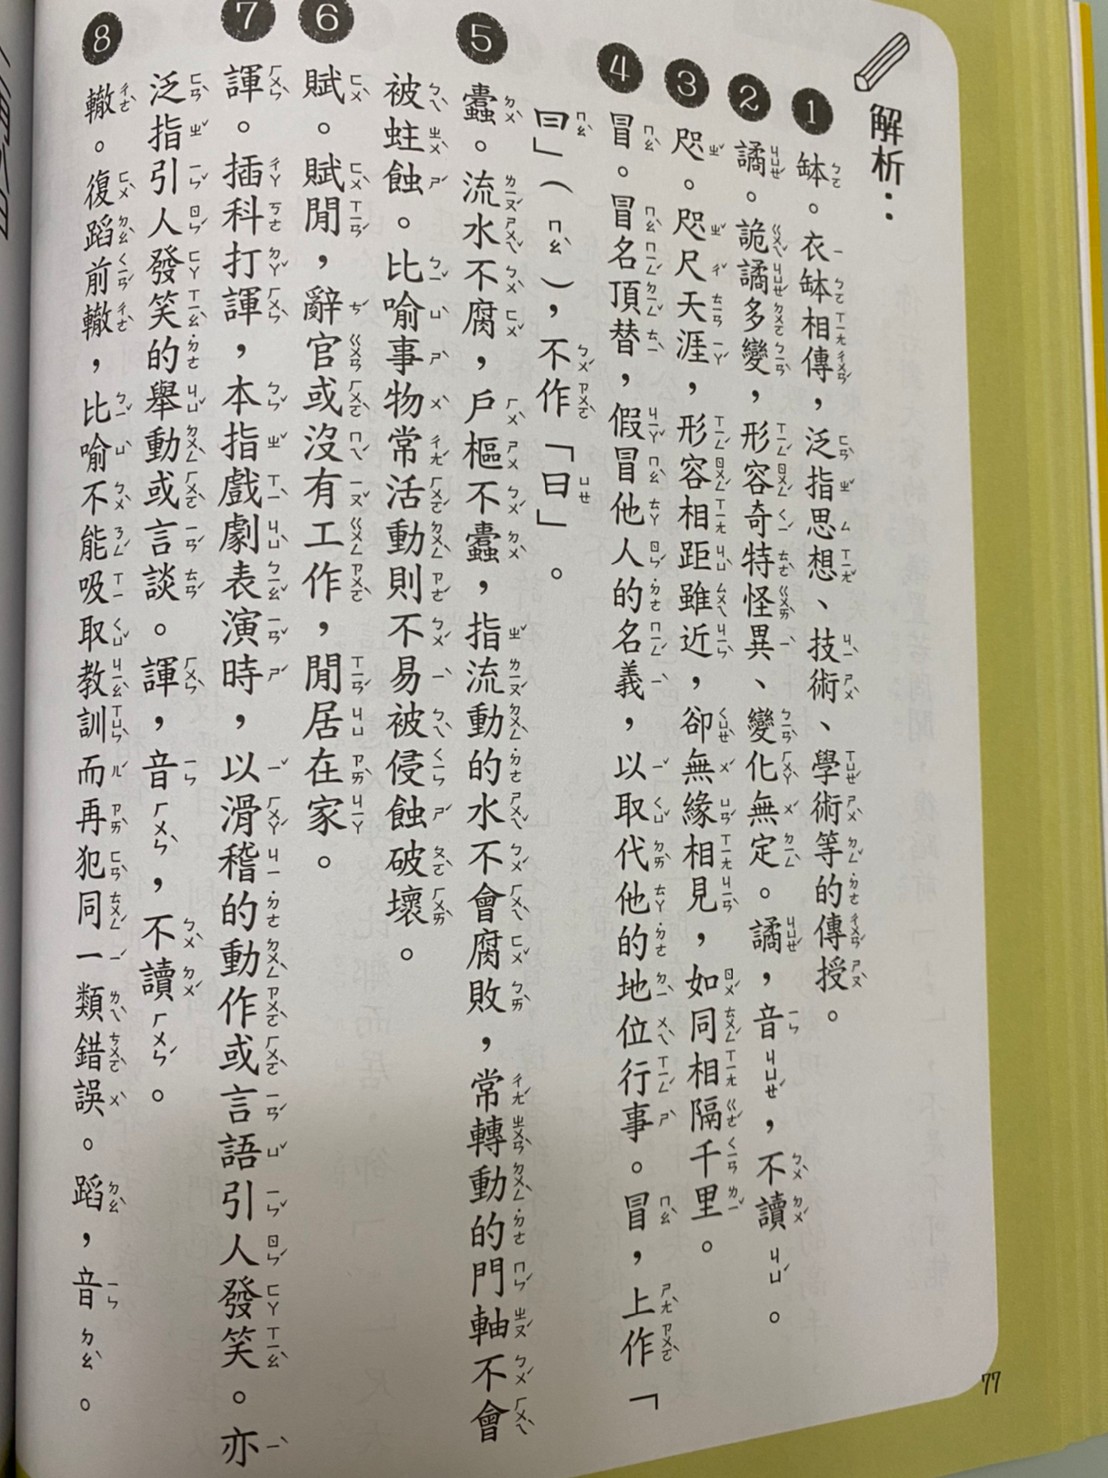 解析：
1 缽。衣缽相傳，泛指思想、技術、學術等的傳授。
2 譎。詭譎多變，形容奇特怪異、變化無定。譎，音ㄐㄩㄝˊ，不讀ㄐㄩˊ。
3 咫。咫尺天涯，形容相距雖近，卻無緣相見，如同相隔千里。
4 冒。冒名頂替，假冒他人的名義，以取代他的地位行事。冒，上作「
冃」（ㄇㄠˋ），不作「曰」。
5 蠹。流水不腐，戶樞不蠹，指流動的水不會腐敗，常轉動的門軸不會
被蛀蝕。比喻事物常活動則不易被侵蝕破壞。
6 賦。賦閒，辭官或沒有工作，閒居在家。
7 諢。插科打諢，本指戲劇表演時，以滑稽的動作或言語引人發笑。亦
泛指引人發笑的舉動或言談。諢，音ㄏㄨㄣˋ，不讀ㄏㄨㄣˊ。
8 轍。復蹈前轍，比喻不能吸取教訓而再犯同一類錯誤。蹈，音ㄉㄠˋ。
77